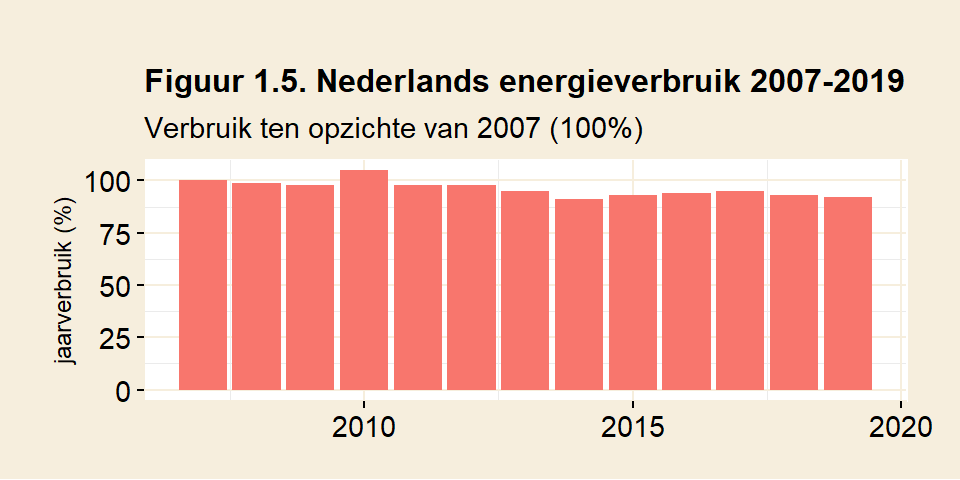 Figuur 1.5. Nederlands energieverbruik 2007-2019
Verbruik ten opzichte van 2007 (100%)
jaarverbruik (%)
100
75
50
25
0
2010 2015 2020